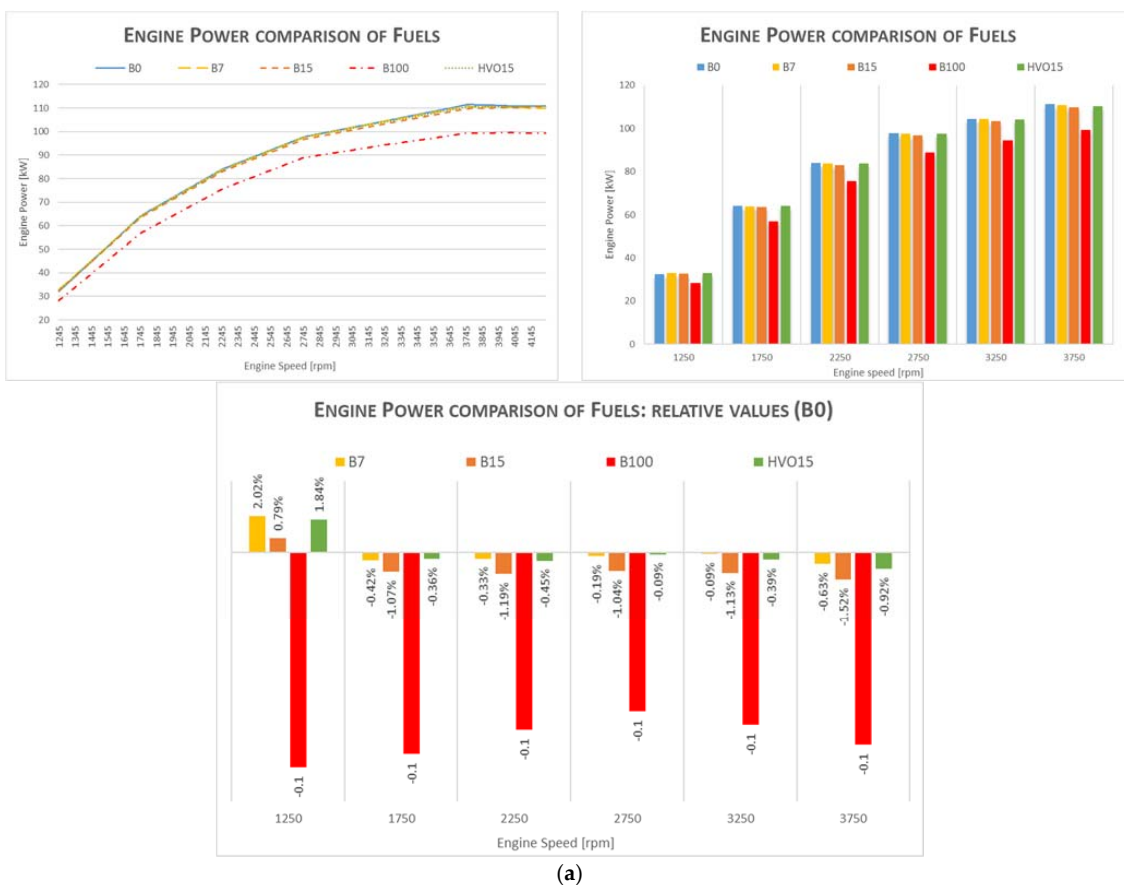 ENGINE POWER COMPARISON OF FUELS
B0 B7 B15 B100 HVO15
Engine Power [kW]
120
110
100
90
80
70
60
50
40
30
20
1245 1345 1445 1545 1645 1745 1845 1945 2045 2145 2245 2345 2445 2545 2645 2745 2845 2945 3045 3145 3245 3345 3445 3545 3645 3745 3845 3945 4045 4145
Engine Speed [rpm]
ENGINE POWER COMPARISON OF FUELS
B0 B7 B15 B100 HVO15
Engine Power [kW]
120
100
80
60
40
20
0
1250 1750 2250 2750 3250 3750
Engine speed [rpm]
ENGINE POWER COMPARISON OF FUELS: RELATIVE VALUES (B0)
B7 B15 B100 HVO15
2.02% 0.79% -0.1 1.84%
-0.42% -1.07% -0.1 -0.36%
-0.33% -1.19% -0.1 -0.45%
-0.19% -1.04% -0.1 -0.09%
-0.09% -1.13% -0.1 -0.39%
-0.63% -1.52% -0.1 -0.92%
1250 1750 2250 2750 3250 3750
Engine Speed [rpm]
(a)